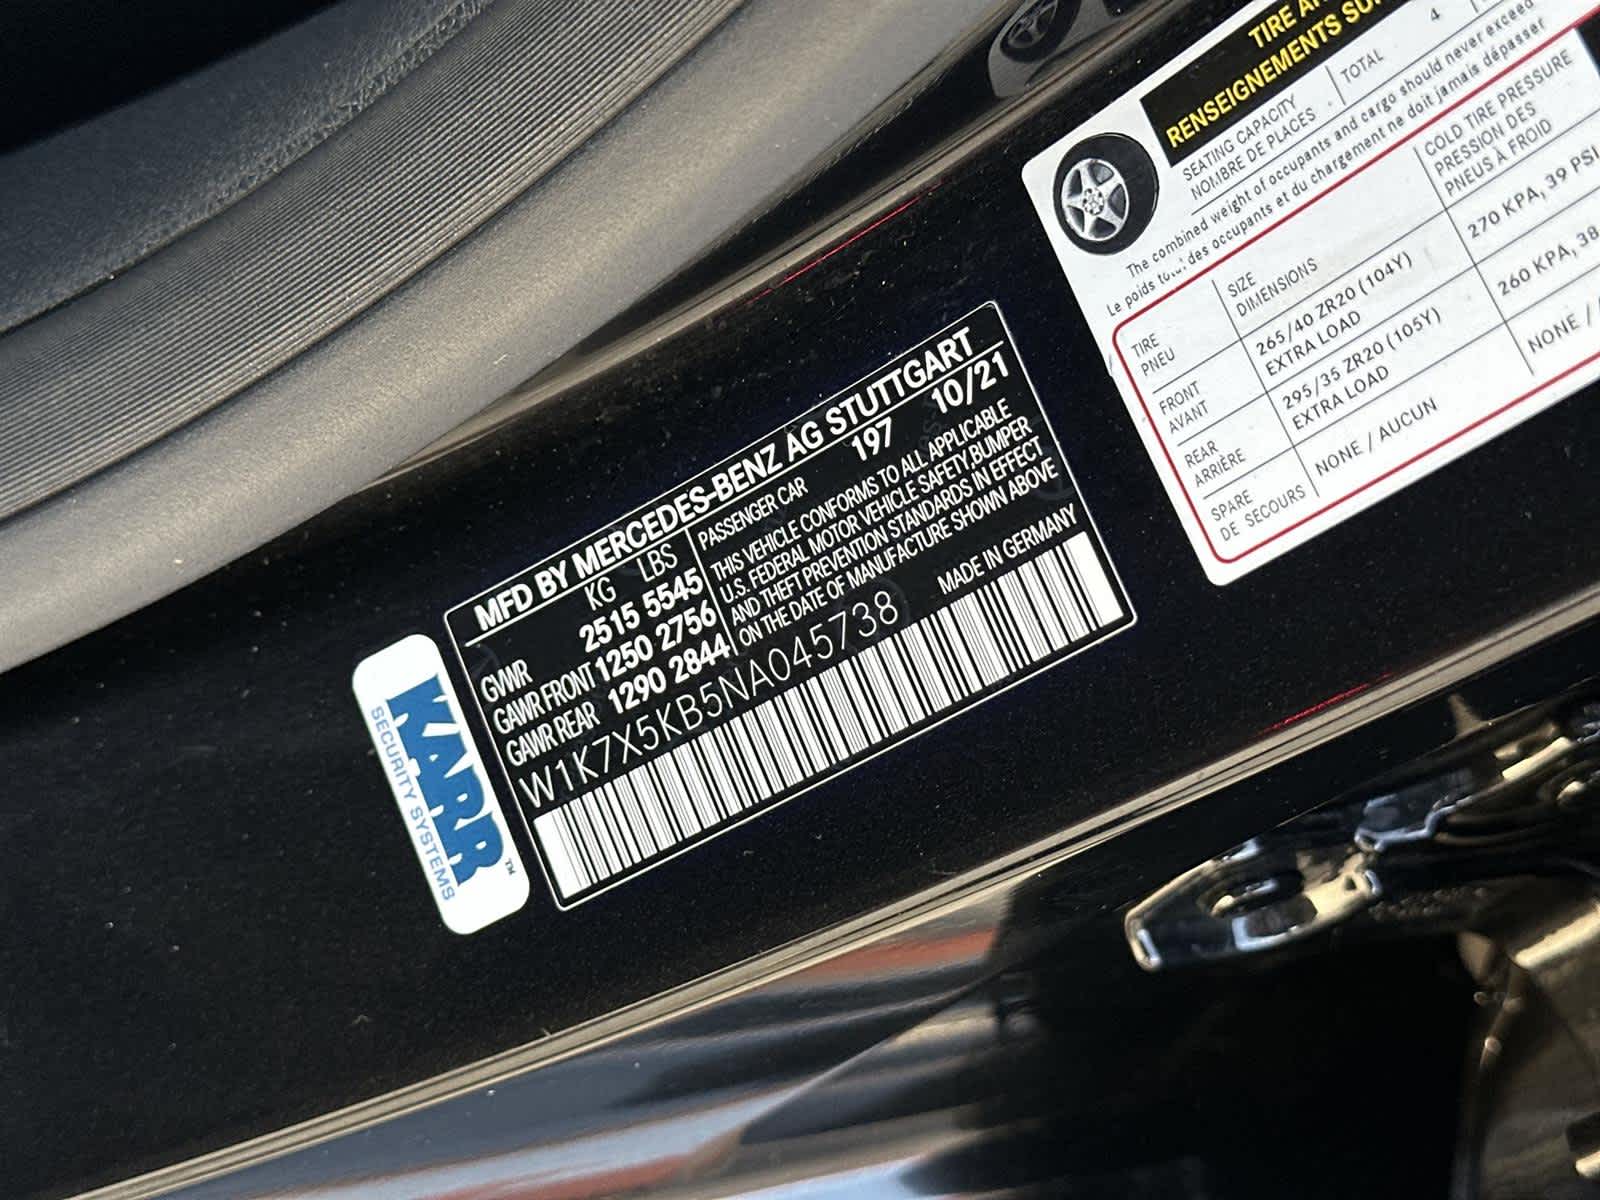 MFD BY MERCEDES-BENZ AG STUTTGART
KG LBS
GVWR 2515 5545
GAWR FRONT 1250 2756
GAWR REAR 1290 2844
PASSENGER CAR 197 10/21
THIS VEHICLE CONFORMS TO ALL APPLICABLE
U.S. FEDERAL MOTOR VEHICLE SAFETY,BUMPER
AND THEFT PREVENTION STANDARDS IN EFFECT
ON THE DATE OF MANUFACTURE SHOWN ABOVE
MADE IN GERMANY
W1K7X5KB5NA045738
KARR™
SECURITY SYSTEMS
TIRE
RENSEIGNEMENTS
SEATING CAPACITY
NOMBRE DE PLACES
TOTAL 4
The combined weight of occupants and cargo should never exceed
Le poids total des occupants et du chargement ne doit jamais dépasser
TIRE
PNEU
SIZE
DIMENSIONS
COLD TIRE PRESSURE
PRESSION DES
PNEUS À FROID
FRONT
AVANT
265/40 ZR20 (104Y)
EXTRA LOAD
270 KPA, 39 PSI
REAR
ARRIÈRE
295/35 ZR20 (105Y)
EXTRA LOAD
260 KPA, 38
SPARE
DE SECOURS
NONE / AUCUN
NONE /